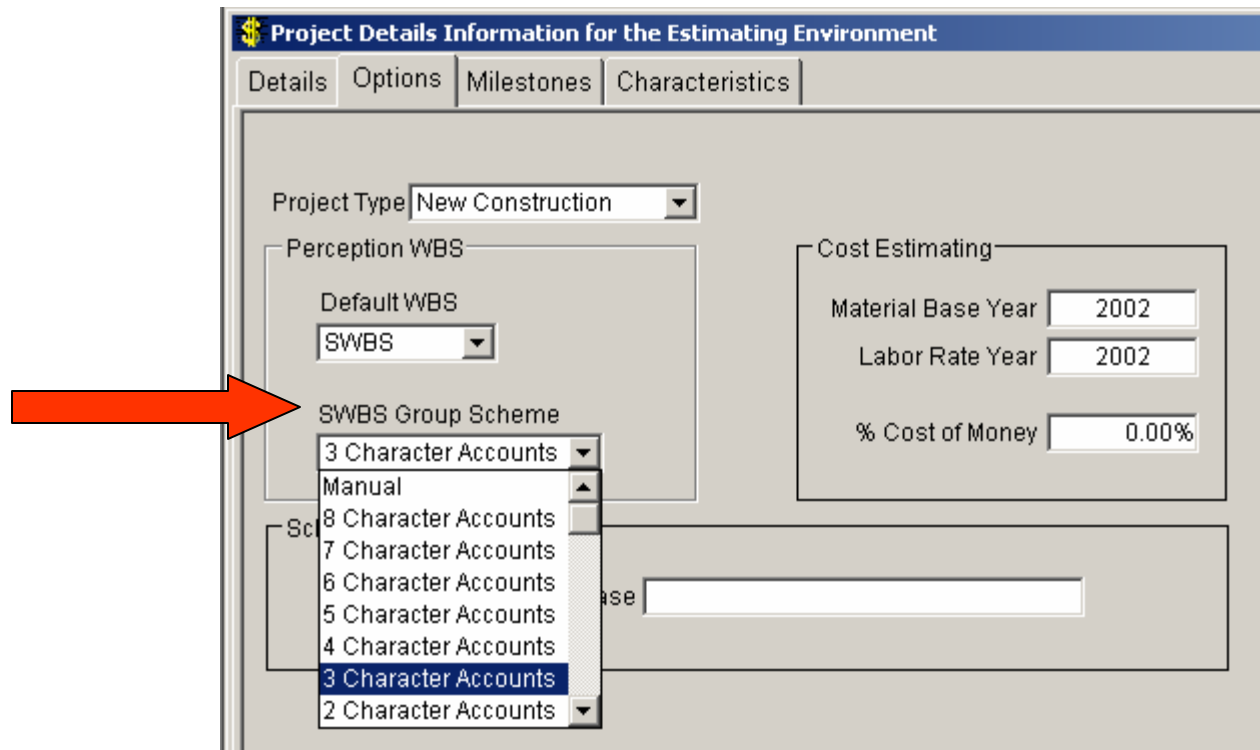 Project Details Information for the Estimating Environment
Details Options Milestones Characteristics
Project Type New Construction
Perception WBS
Default WBS
SWBS
SWBS Group Scheme
3 Character Accounts
Manual
8 Character Accounts
7 Character Accounts
6 Character Accounts
5 Character Accounts
4 Character Accounts
3 Character Accounts
2 Character Accounts
Cost Estimating
Material Base Year 2002
Labor Rate Year 2002
% Cost of Money 0.00%